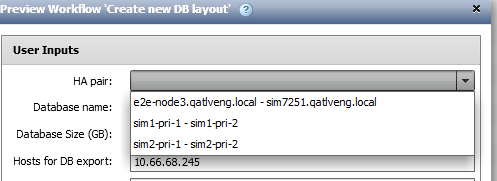 Preview Workflow 'Create new DB layout' ?
User Inputs
HA pair:
e2e-node3.qatlveng.local - sim7251.qatlveng.local
Database name:
sim1-pri-1 - sim1-pri-2
Database Size (GB):
sim2-pri-1 - sim2-pri-2
Hosts for DB export: 10.66.68.245